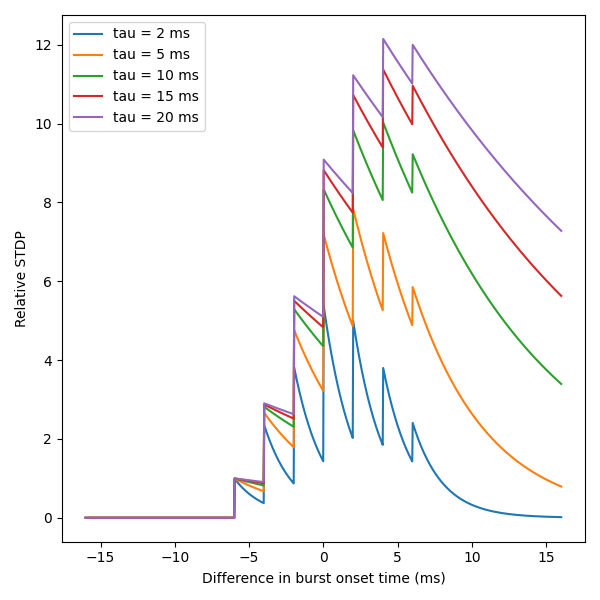 tau = 2 ms
tau = 5 ms
tau = 10 ms
tau = 15 ms
tau = 20 ms
12
10
8
6
4
2
0
Relative STDP
−15 −10 −5 0 5 10 15
Difference in burst onset time (ms)